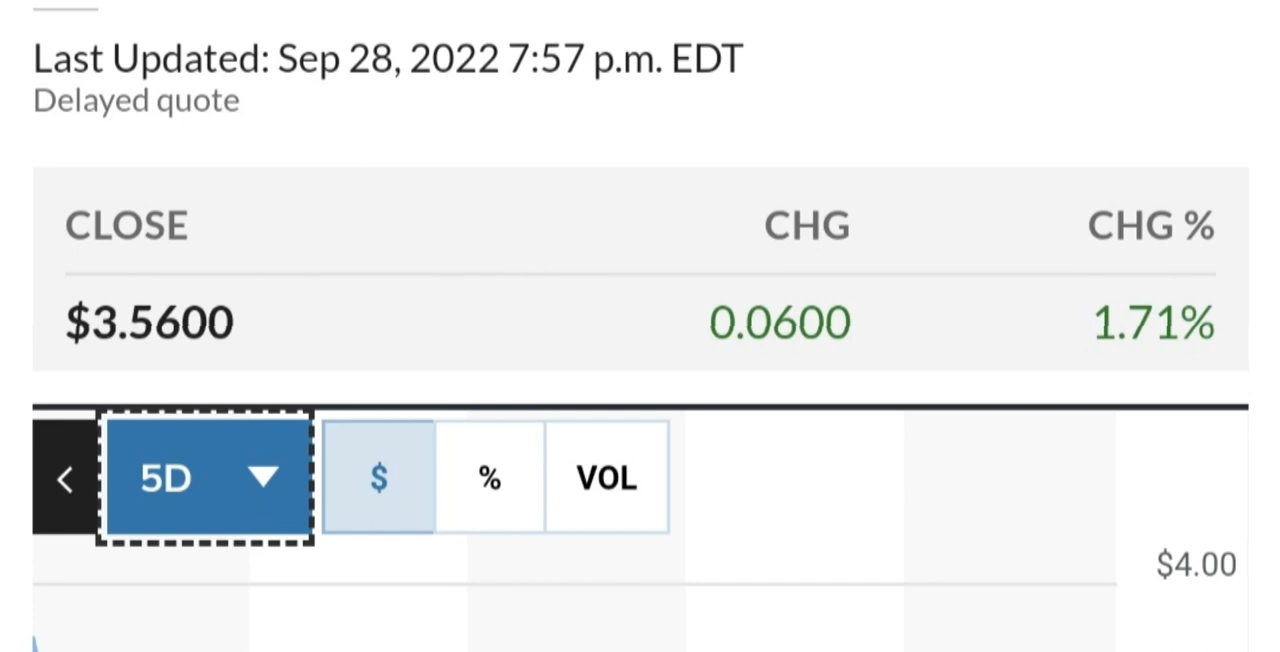 Last Updated: Sep 28, 2022 7:57 p.m. EDT
Delayed quote
CLOSE CHG CHG %
$3.5600 0.0600 1.71%
5D $ % VOL
$4.00